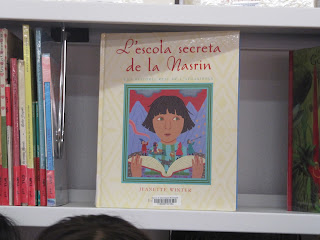 L'escola secreta
de la Nasrin
JEANETTE WINTER